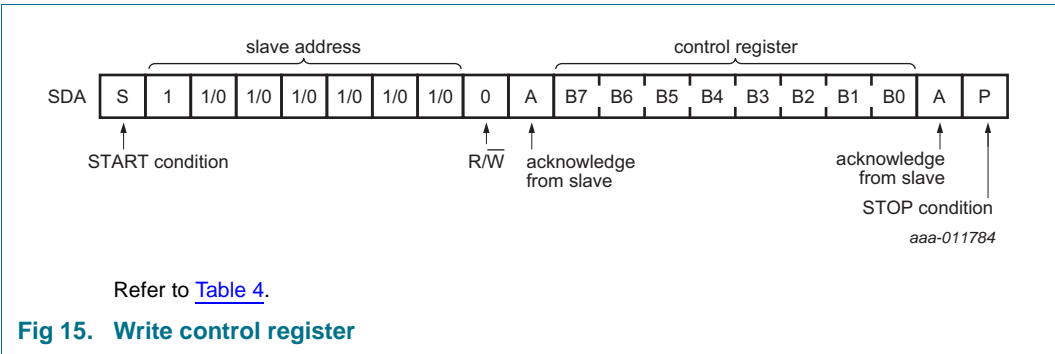 slave address control register
SDA S 1 1/0 1/0 1/0 1/0 1/0 1/0 0 A B7 B6 B5 B4 B3 B2 B1 B0 A P
START condition R/W̅ acknowledge from slave acknowledge from slave
STOP condition
aaa-011784
Refer to Table 4.
Fig 15. Write control register